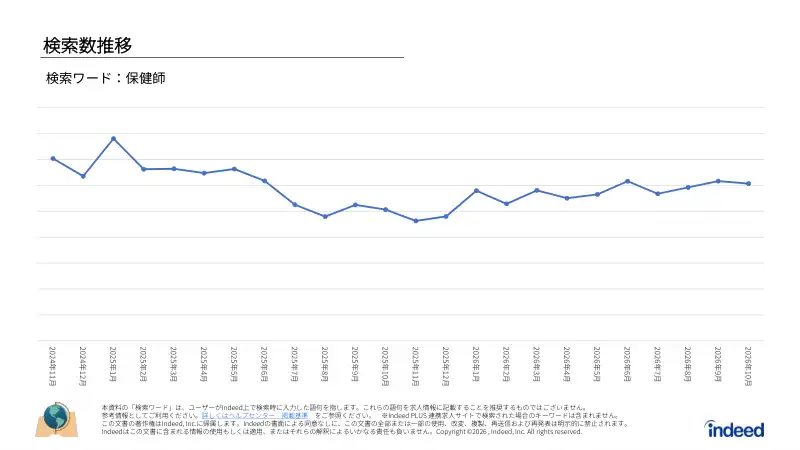 検索数推移
検索ワード：保健師
2024年11月
2024年12月
2025年1月
2025年2月
2025年3月
2025年4月
2025年5月
2025年6月
2025年7月
2025年8月
2025年9月
2025年10月
2025年11月
2025年12月
2026年1月
2026年2月
2026年3月
2026年4月
2026年5月
2026年6月
2026年7月
2026年8月
2026年9月
2026年10月
本資料の「検索ワード」は、ユーザーがIndeed上で検索時に入力した語句を指します。これらの語句を求人情報に記載することを推奨するものではございません。
参考情報としてご利用ください。詳しくはヘルプセンター　掲載基準　をご参照ください。　※Indeed PLUS 連携求人サイトで検索された場合のキーワードは含まれません。
この文書の著作権はIndeed, Inc.に帰属します。Indeedの書面による同意なしに、この文書の全部または一部の使用、改変、複製、再送信および再発表は明示的に禁止されます。
Indeedはこの文書に含まれる情報の使用もしくは適用、またはそれらの解釈によるいかなる責任も負いません。Copyright ©2026 , Indeed, Inc. All rights reserved.
indeed